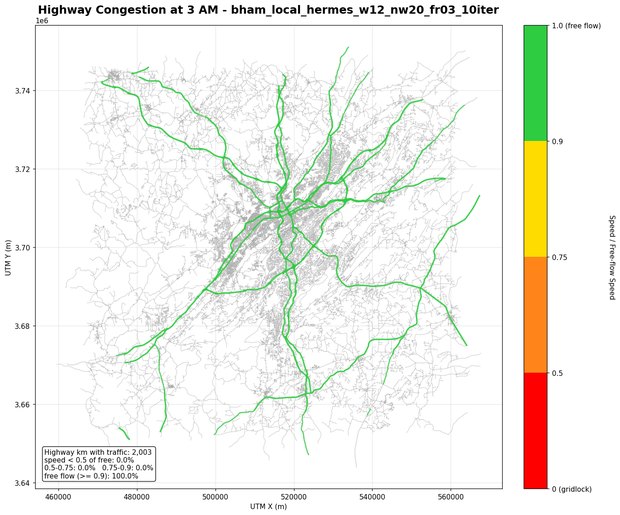 Highway Congestion at 3 AM - bham_local_hermes_w12_nw20_fr03_10iter
1e6
3.74
3.72
3.70
3.68
3.66
3.64
UTM Y (m)
460000 480000 500000 520000 540000 560000
UTM X (m)
Highway km with traffic: 2,003
speed < 0.5 of free: 0.0%
0.5-0.75: 0.0% 0.75-0.9: 0.0%
free flow (>= 0.9): 100.0%
1.0 (free flow)
0.9
0.75
0.5
0 (gridlock)
Speed / Free-flow Speed